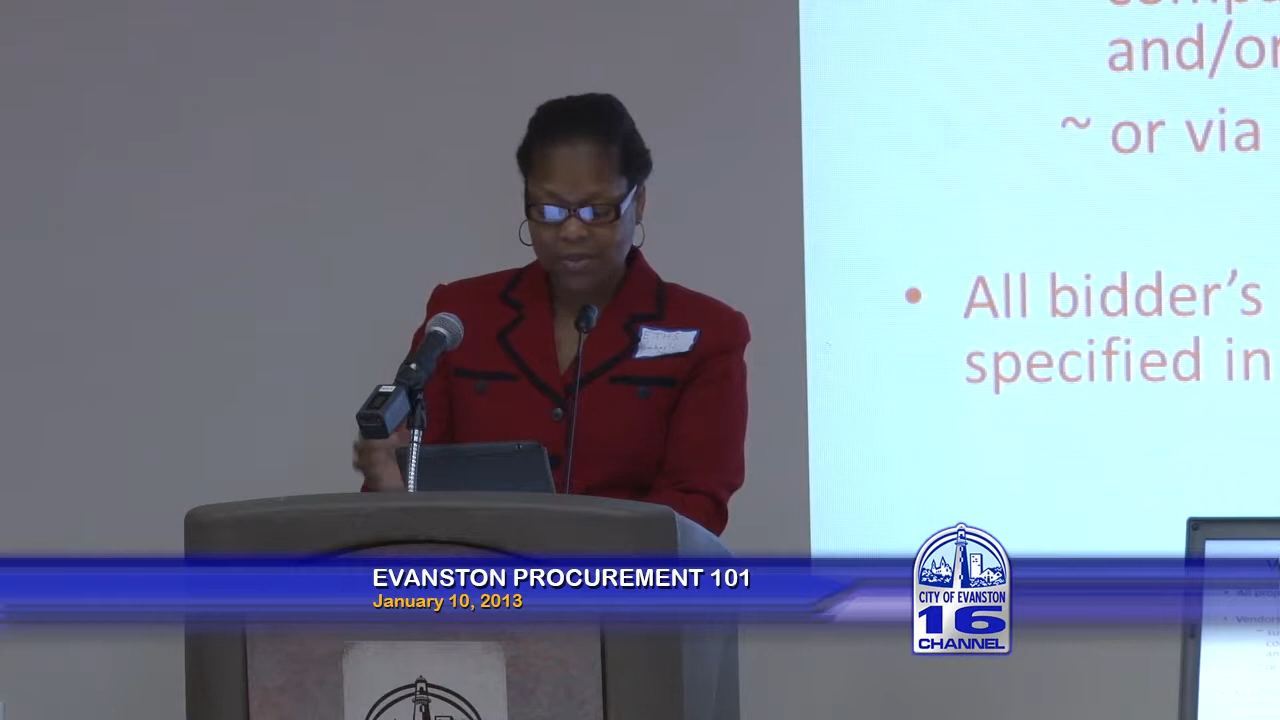 and/or
~ or via
• All bidder’s
specified in
ETHS
EVANSTON PROCUREMENT 101
January 10, 2013
CITY OF EVANSTON
16
CHANNEL